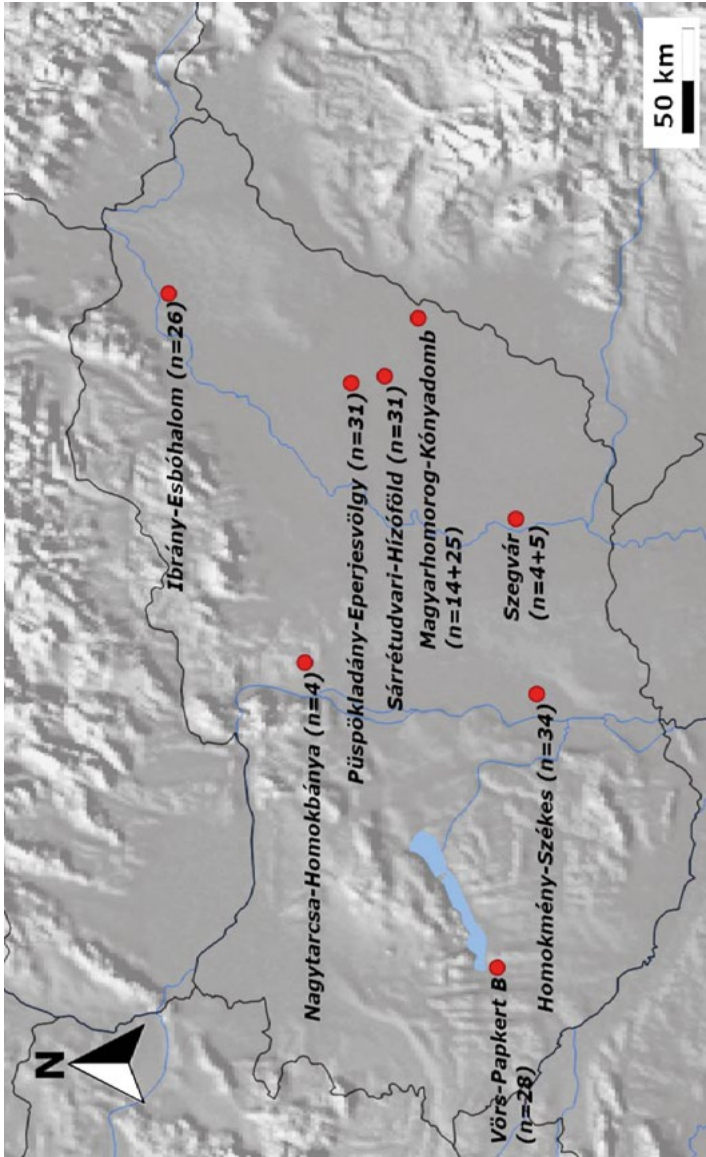 N
Ibrány-Esbóhalom (n=26)
Nagytarcsa-Homokbánya (n=4)
Püspökladány-Eperjesvölgy (n=31)
Sárrétudvari-Hízóföld (n=31)
Magyarhomorog-Kónyadomb
(n=14+25)
Szegvár
(n=4+5)
Vörs-Papkert B
(n=28)
Homokmény-Székes (n=34)
50 km